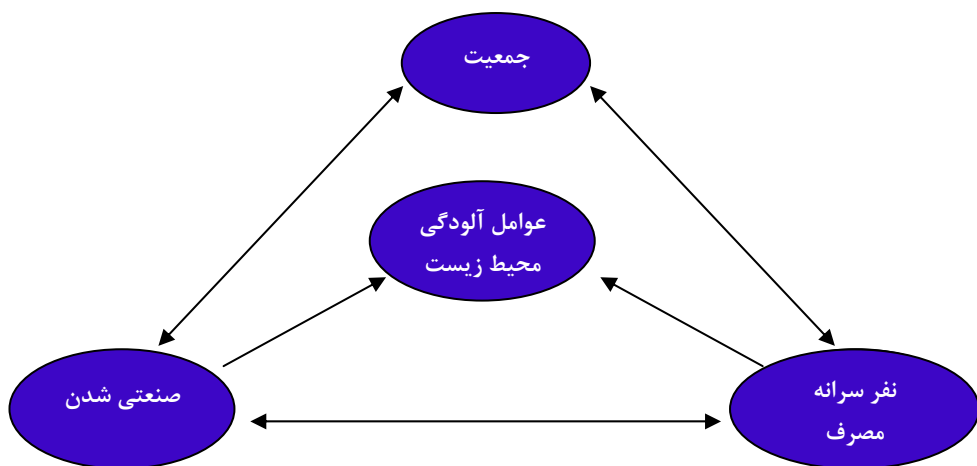 جمعیت
عوامل آلودگی
محیط زیست
نفر سرانه
مصرف
صنعتی شدن